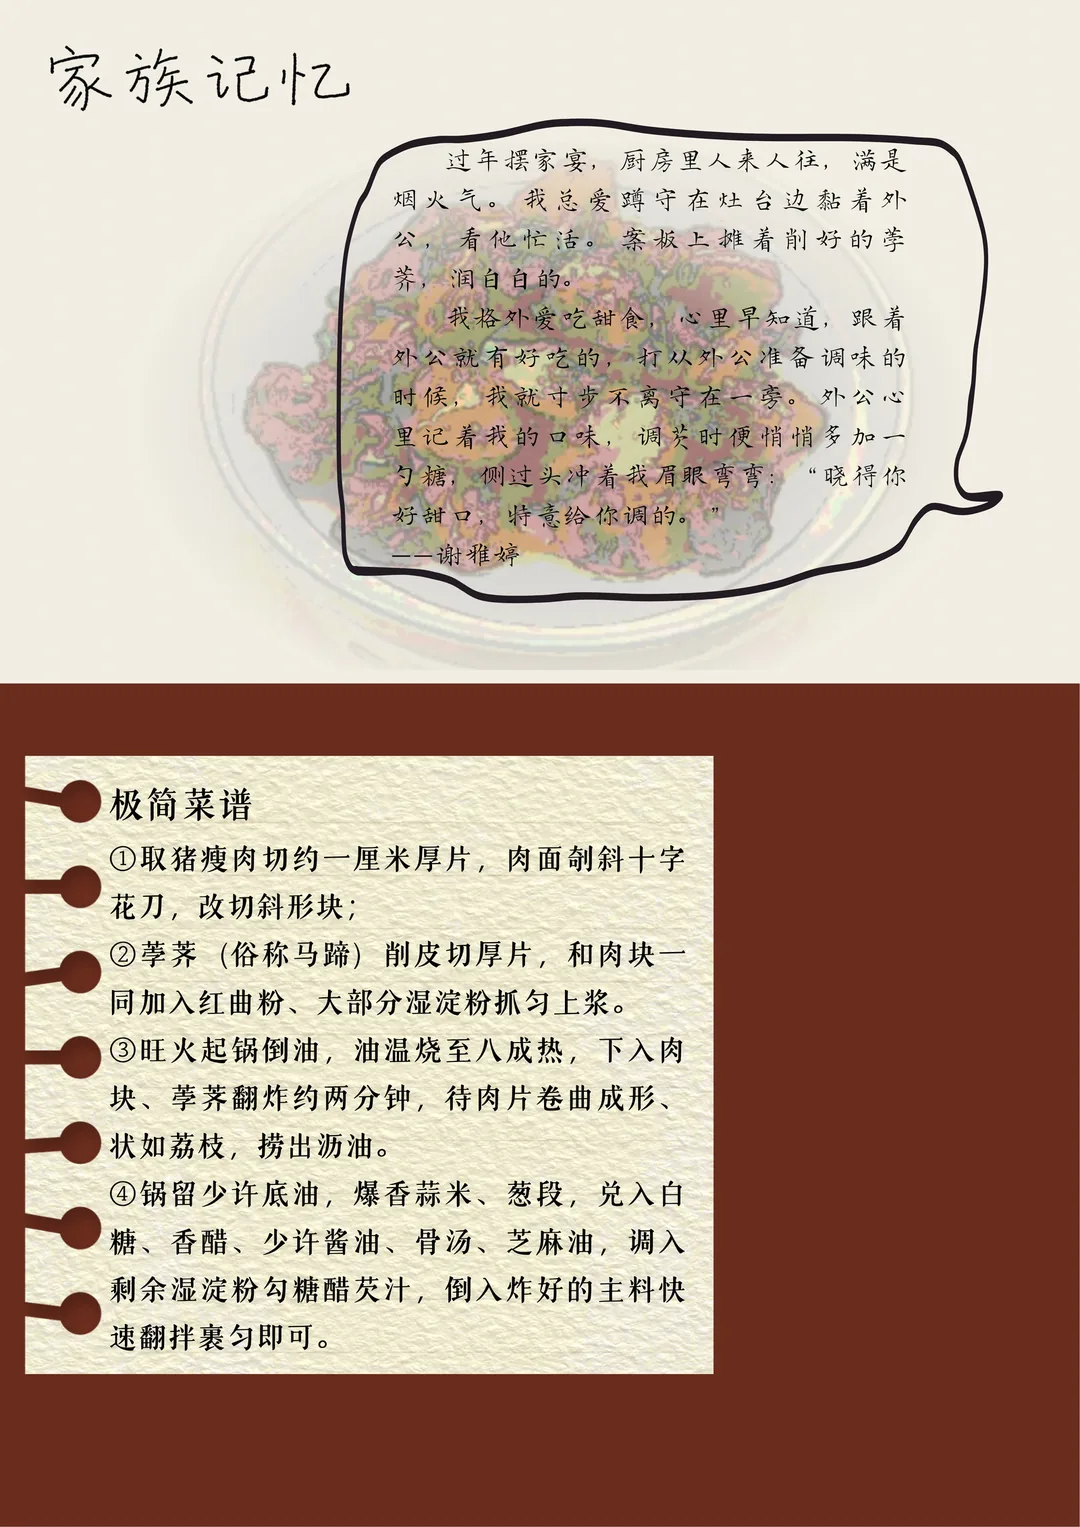 家族记忆
过年摆家宴，厨房里人来人往，满是
烟火气。我总爱蹲守在灶台边黏着外
公，看他忙活。案板上摊着削好的荸
荠，润白白的。
我格外爱吃甜食，心里早知道，跟着
外公就有好吃的，打从外公准备调味的
时候，我就寸步不离守在一旁。外公心
里记着我的口味，调芡时便悄悄多加一
勺糖，侧过头冲着我眉眼弯弯：“晓得你
好甜口，特意给你调的。”
——谢雅婷
极简菜谱
①取猪瘦肉切约一厘米厚片，肉面剞斜十字
花刀，改切斜形块；
②荸荠（俗称马蹄）削皮切厚片，和肉块一
同加入红曲粉、大部分湿淀粉抓匀上浆。
③旺火起锅倒油，油温烧至八成热，下入肉
块、荸荠翻炸约两分钟，待肉片卷曲成形、
状如荔枝，捞出沥油。
④锅留少许底油，爆香蒜米、葱段，兑入白
糖、香醋、少许酱油、骨汤、芝麻油，调入
剩余湿淀粉勾糖醋芡汁，倒入炸好的主料快
速翻拌裹匀即可。